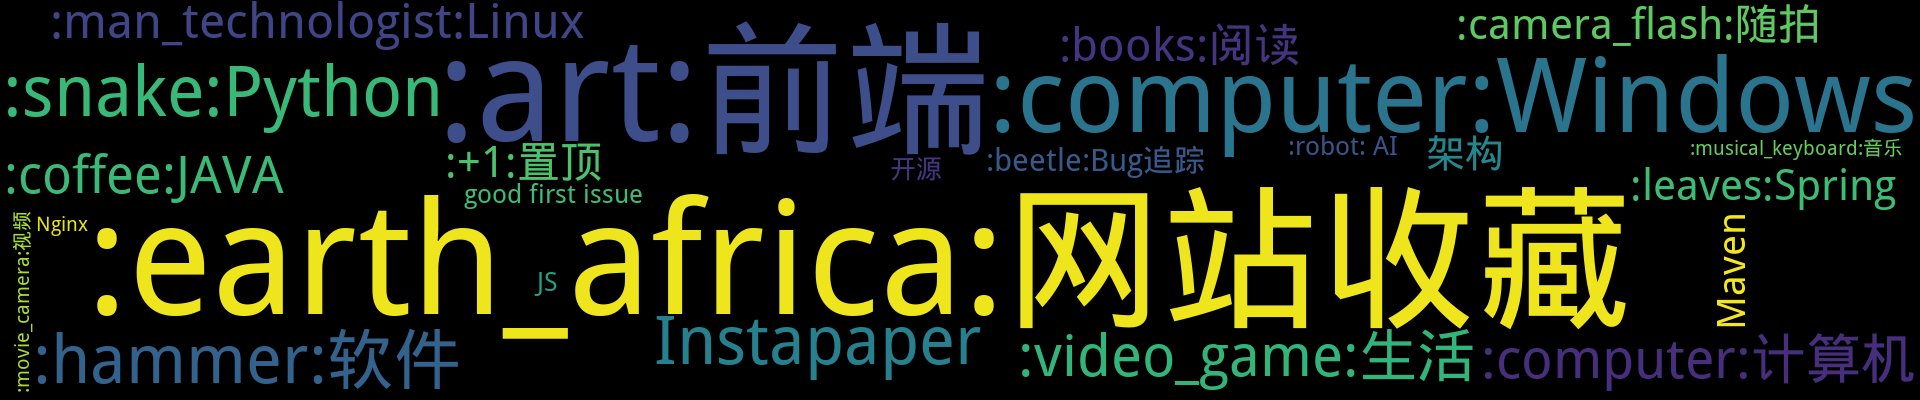 :man_technologist:Linux
:camera_flash:随拍
:books:阅读
:snake:Python
:art:前端
:computer:Windows
:coffee:JAVA
:+1:置顶
开源
:beetle:Bug追踪
:robot: AI
架构
:musical_keyboard:音乐
good first issue
:leaves:Spring
:movie_camera:视频
Nginx
:earth_africa:网站收藏
JS
Maven
:hammer:软件
Instapaper
:video_game:生活
:computer:计算机